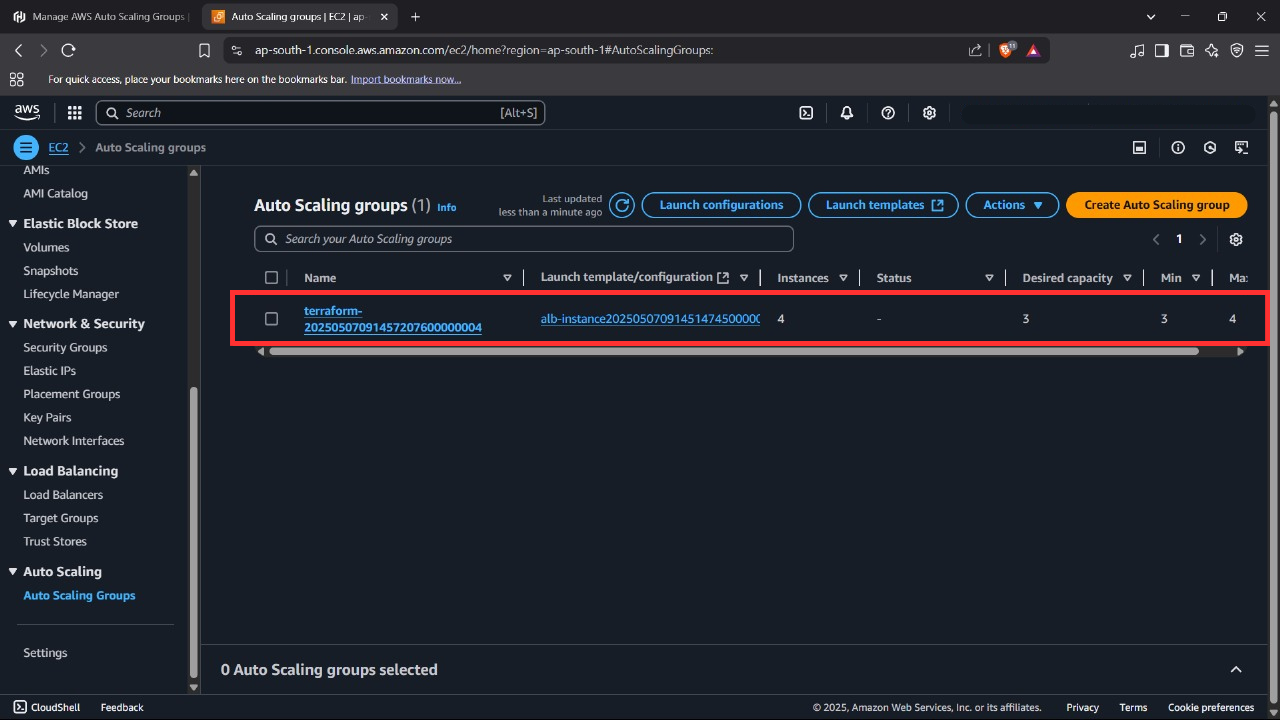 Manage AWS Auto Scaling Groups
Auto Scaling groups | EC2 | ap-
ap-south-1.console.aws.amazon.com/ec2/home?region=ap-south-1#AutoScalingGroups:
11
For quick access, place your bookmarks here on the bookmarks bar. Import bookmarks now...
aws
Search
[Alt+S]
EC2
Auto Scaling groups
AMIs
AMI Catalog
Elastic Block Store
Volumes
Snapshots
Lifecycle Manager
Network & Security
Security Groups
Elastic IPs
Placement Groups
Key Pairs
Network Interfaces
Load Balancing
Load Balancers
Target Groups
Trust Stores
Auto Scaling
Auto Scaling Groups
Settings
Auto Scaling groups (1) Info
Last updated
less than a minute ago
Launch configurations
Launch templates
Actions
Create Auto Scaling group
Search your Auto Scaling groups
1
Name Launch template/configuration Instances Status Desired capacity Min Ma:
terraform-
20250507091457207600000004
alb-instance2025050709145147450000( 4 - 3 3 4
0 Auto Scaling groups selected
CloudShell Feedback © 2025, Amazon Web Services, Inc. or its affiliates. Privacy Terms Cookie preferences